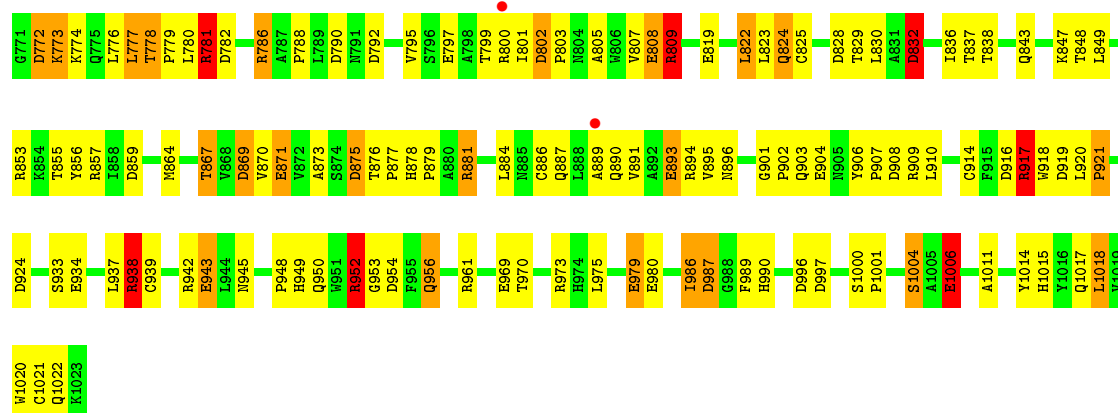 G771 D772 K773 K774 Q775 L776 L777 T778 P779 L780 R781 D782 R786 A787 P788 L789 D790 N791 D792 V795 S796 E797 A798 T799 R800 I801 D802 P803 N804 A805 W806 V807 E808 R809 E819 L822 L823 Q824 C825 D828 T829 L830 A831 D832 I836 T837 T838 Q843 K847 T848 L849
R853 K854 T855 Y856 R857 I858 D859 M864 T867 V868 D869 V870 E871 V872 A873 S874 D875 T876 P877 H878 P879 A880 R881 L884 N885 C886 Q887 L888 A889 Q890 V891 A892 E893 R894 V895 N896 G901 P902 Q903 E904 N905 Y906 P907 D908 R909 L910 C914 F915 D916 R917 W918 D919 L920 P921
D924 S933 E934 L937 R938 C939 R942 E943 L944 N945 P948 H949 Q950 W951 R952 G953 D954 F955 Q956 R961 E969 T970 R973 H974 L975 E979 E980 I986 D987 G988 F989 H990 D996 D997 S1000 P1001 S1004 A1005 E1006 A1011 Y1014 H1015 Y1016 Q1017 L1018 V1019
W1020 C1021 Q1022 K1023